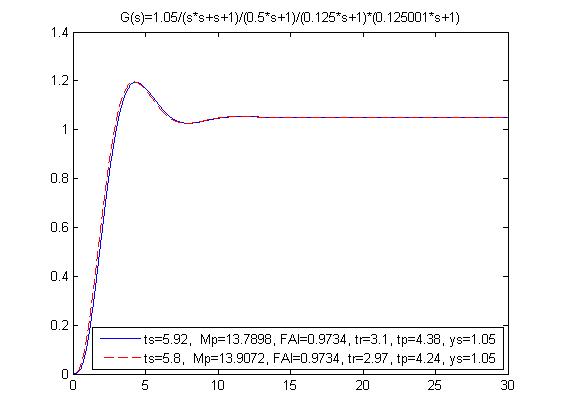 G(s)=1.05/(s*s+s+1)/(0.5*s+1)/(0.125*s+1)*(0.125001*s+1)
1.4
1.2
1
0.8
0.6
0.4
0.2
0
ts=5.92, Mp=13.7898, FAI=0.9734, tr=3.1, tp=4.38, ys=1.05
ts=5.8, Mp=13.9072, FAI=0.9734, tr=2.97, tp=4.24, ys=1.05
0 5 10 15 20 25 30